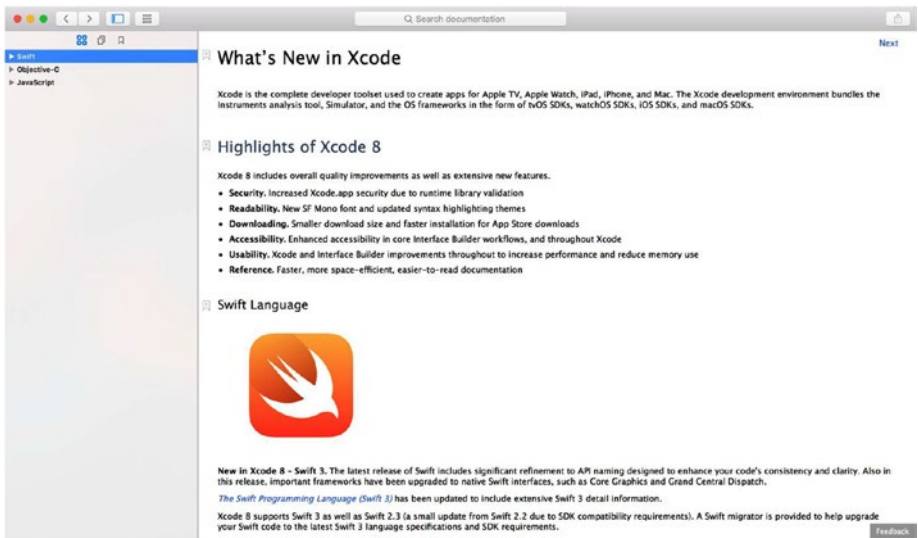 Search documentation
Swift
Objective-C
JavaScript
Next
What's New in Xcode
Xcode is the complete developer toolset used to create apps for Apple TV, Apple Watch, iPad, iPhone, and Mac. The Xcode development environment bundles the
Instruments analysis tool, Simulator, and the OS frameworks in the form of tvOS SDKs, watchOS SDKs, iOS SDKs, and macOS SDKs.
Highlights of Xcode 8
Xcode 8 includes overall quality improvements as well as extensive new features.
• Security. Increased Xcode.app security due to runtime library validation
• Readability. New SF Mono font and updated syntax highlighting themes
• Downloading. Smaller download size and faster installation for App Store downloads
• Accessibility. Enhanced accessibility in core Interface Builder workflows, and throughout Xcode
• Usability. Xcode and Interface Builder improvements throughout to increase performance and reduce memory use
• Reference. Faster, more space-efficient, easier-to-read documentation
Swift Language
New in Xcode 8 – Swift 3. The latest release of Swift includes significant refinement to API naming designed to enhance your code's consistency and clarity. Also in
this release, important frameworks have been upgraded to native Swift interfaces, such as Core Graphics and Grand Central Dispatch.
The Swift Programming Language (Swift 3) has been updated to include extensive Swift 3 detail information.
Xcode 8 supports Swift 3 as well as Swift 2.3 (a small update from Swift 2.2 due to SDK compatibility requirements). A Swift migrator is provided to help upgrade
your Swift code to the latest Swift 3 language specifications and SDK requirements.
Feedback